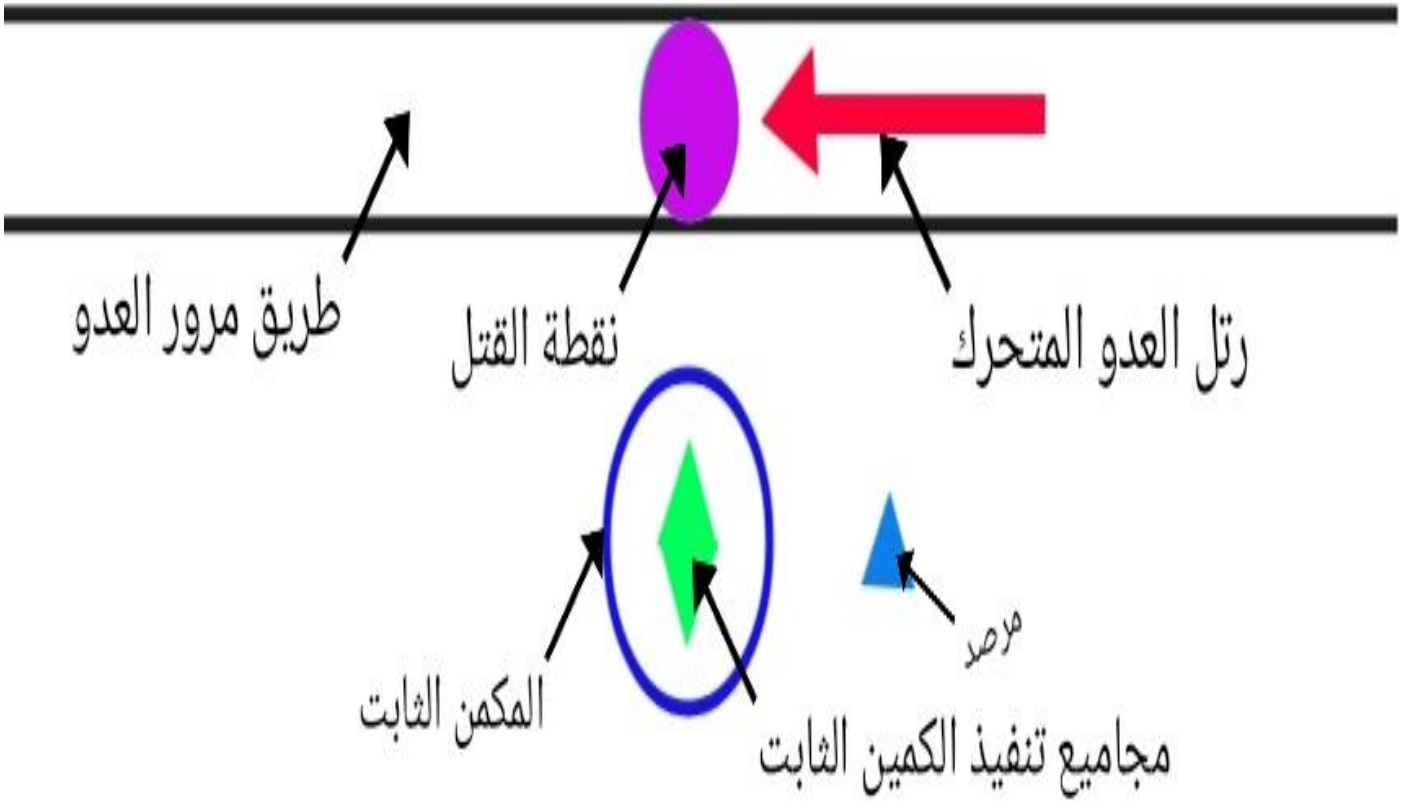 رتل العدو المتحرك
نقطة القتل
طريق مرور العدو
مرصد
المكمن الثابت
مجاميع تنفيذ الكمين الثابت